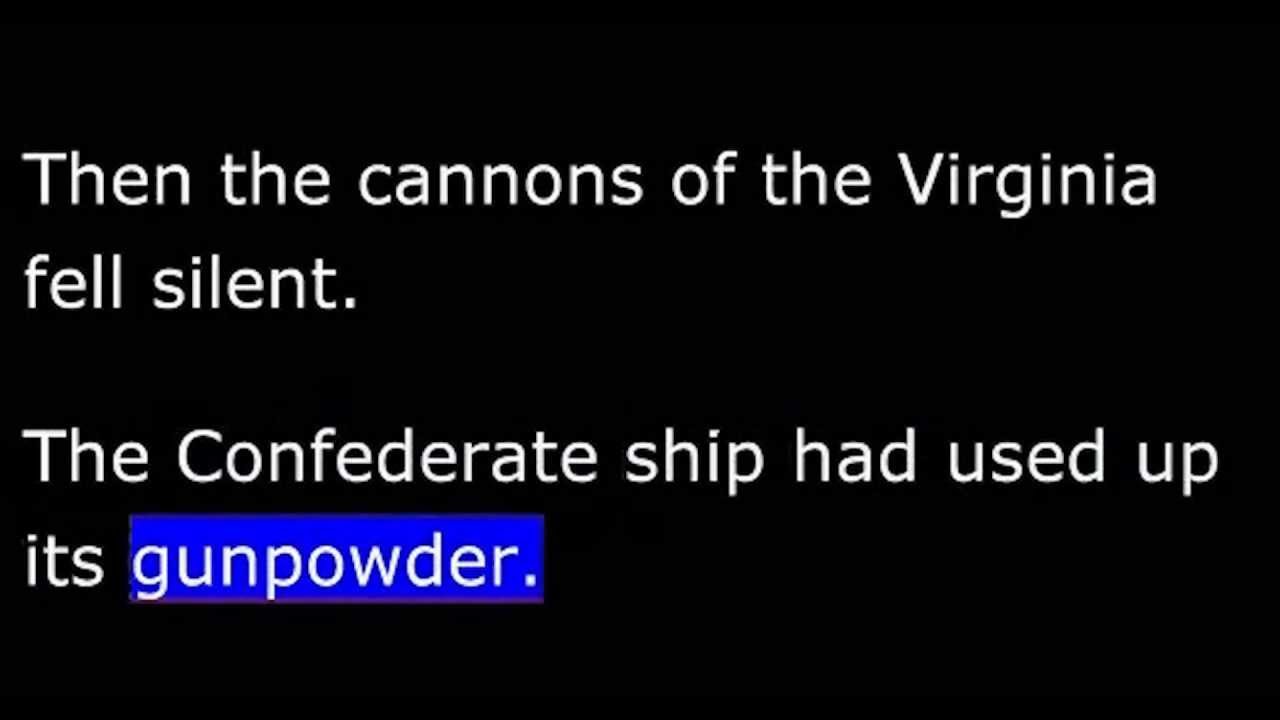 Then the cannons of the Virginia
fell silent.
The Confederate ship had used up
its gunpowder.